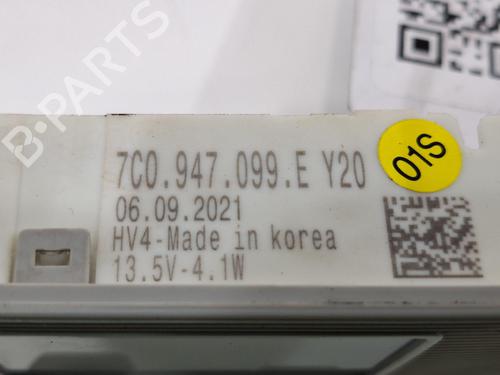 B-PARTS
7C0.947.099.E Y20
01S
06.09.2021
HV4-Made in korea
13.5V-4.1W